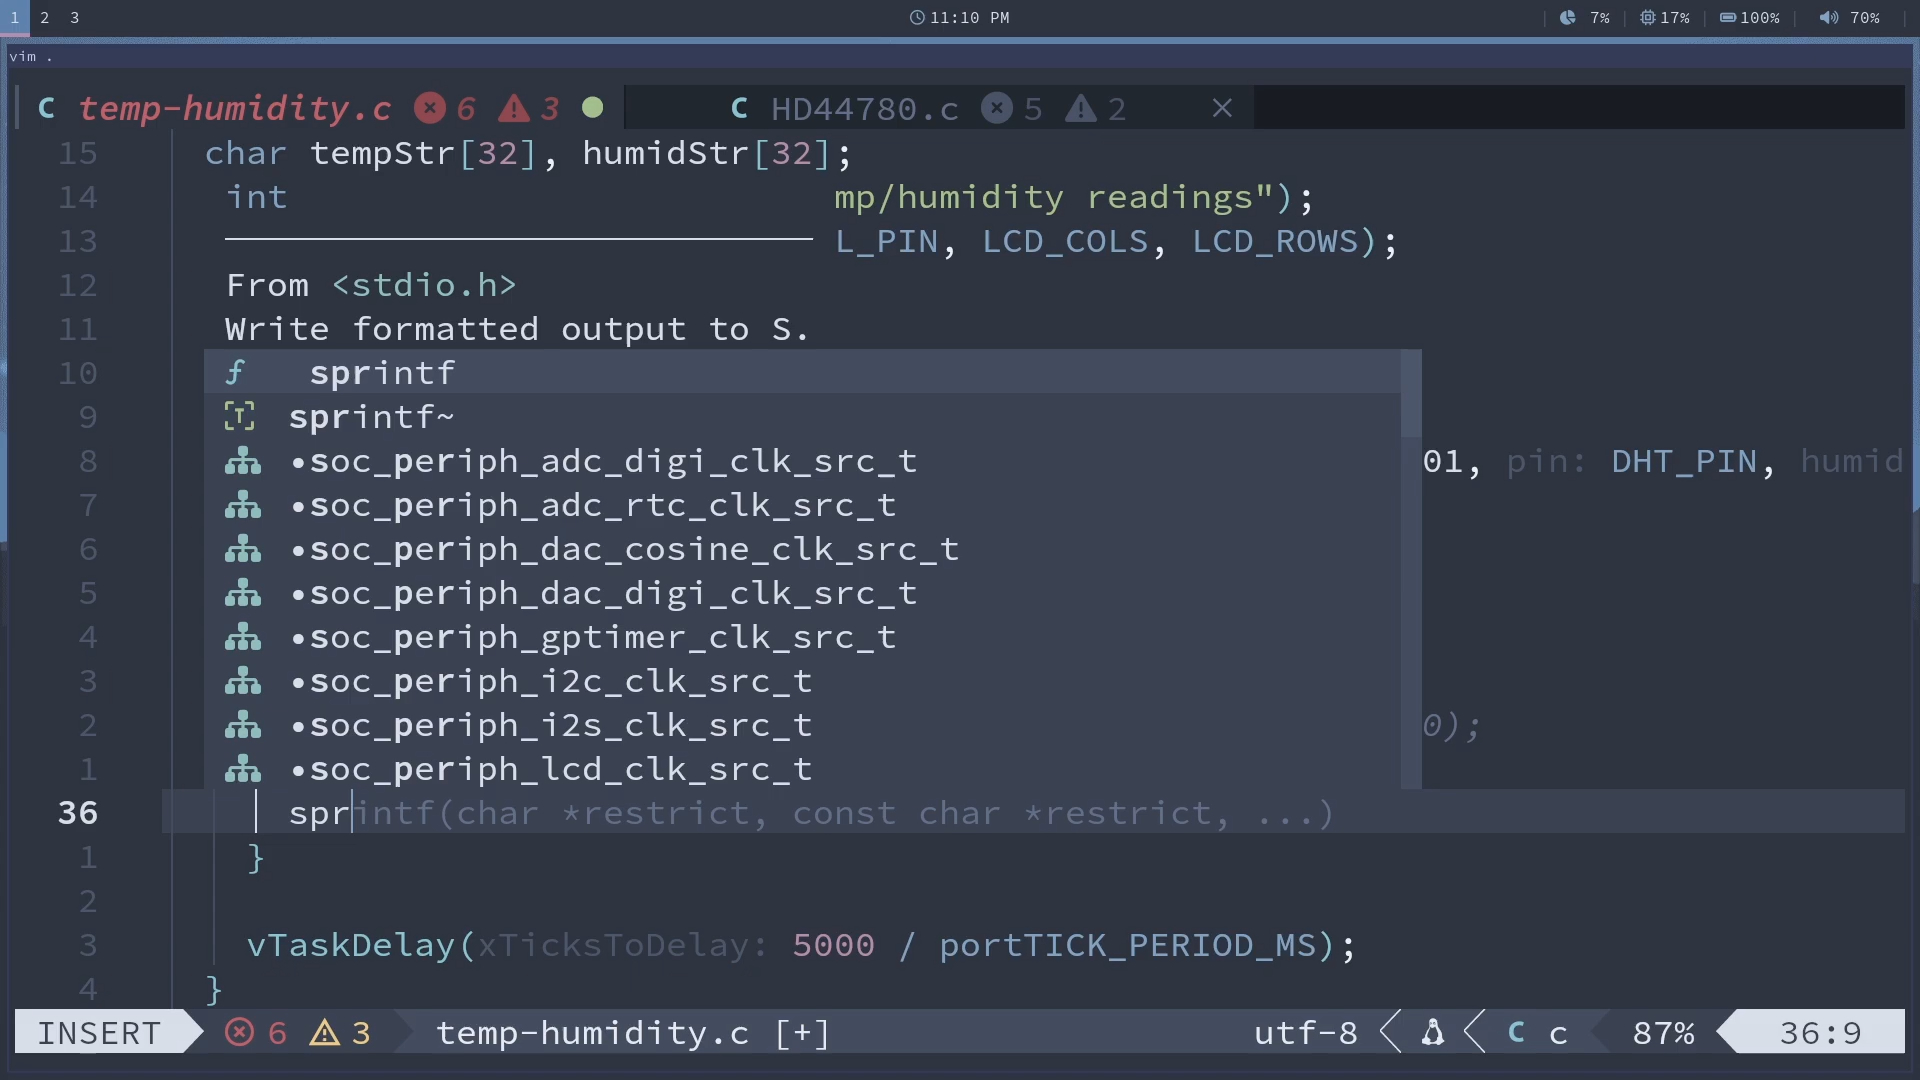 1 2 3 11:10 PM 7% 17% 100% 70%
vim .
C temp-humidity.c 6 3 C HD44780.c 5 2
15 char tempStr[32], humidStr[32];
14 int mp/humidity readings");
13 L_PIN, LCD_COLS, LCD_ROWS);
12 From <stdio.h>
11 Write formatted output to S.
10 f sprintf
9 [T] sprintf~
8 •soc_periph_adc_digi_clk_src_t 01, pin: DHT_PIN, humid
7 •soc_periph_adc_rtc_clk_src_t
6 •soc_periph_dac_cosine_clk_src_t
5 •soc_periph_dac_digi_clk_src_t
4 •soc_periph_gptimer_clk_src_t
3 •soc_periph_i2c_clk_src_t
2 •soc_periph_i2s_clk_src_t 0);
1 •soc_periph_lcd_clk_src_t
36 sprintf(char *restrict, const char *restrict, ...)
1 }
2
3 vTaskDelay(xTicksToDelay: 5000 / portTICK_PERIOD_MS);
4 }
INSERT 6 3 temp-humidity.c [+] utf-8 C c 87% 36:9